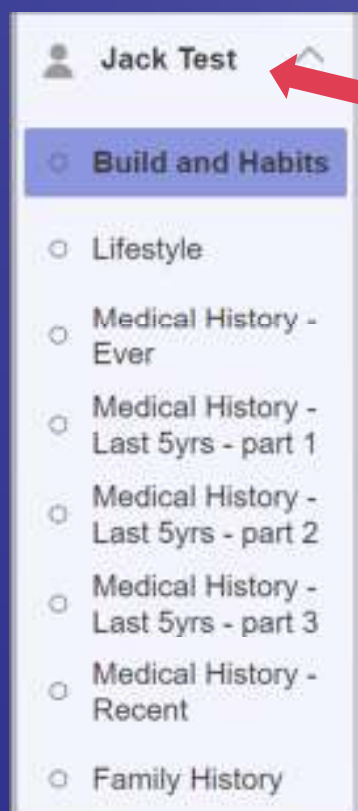 Jack Test
Build and Habits
Lifestyle
Medical History -
Ever
Medical History -
Last 5yrs - part 1
Medical History -
Last 5yrs - part 2
Medical History -
Last 5yrs - part 3
Medical History -
Recent
Family History